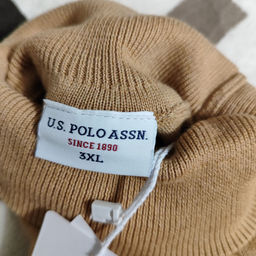 U.S. POLO ASSN.
SINCE 1890
3XL